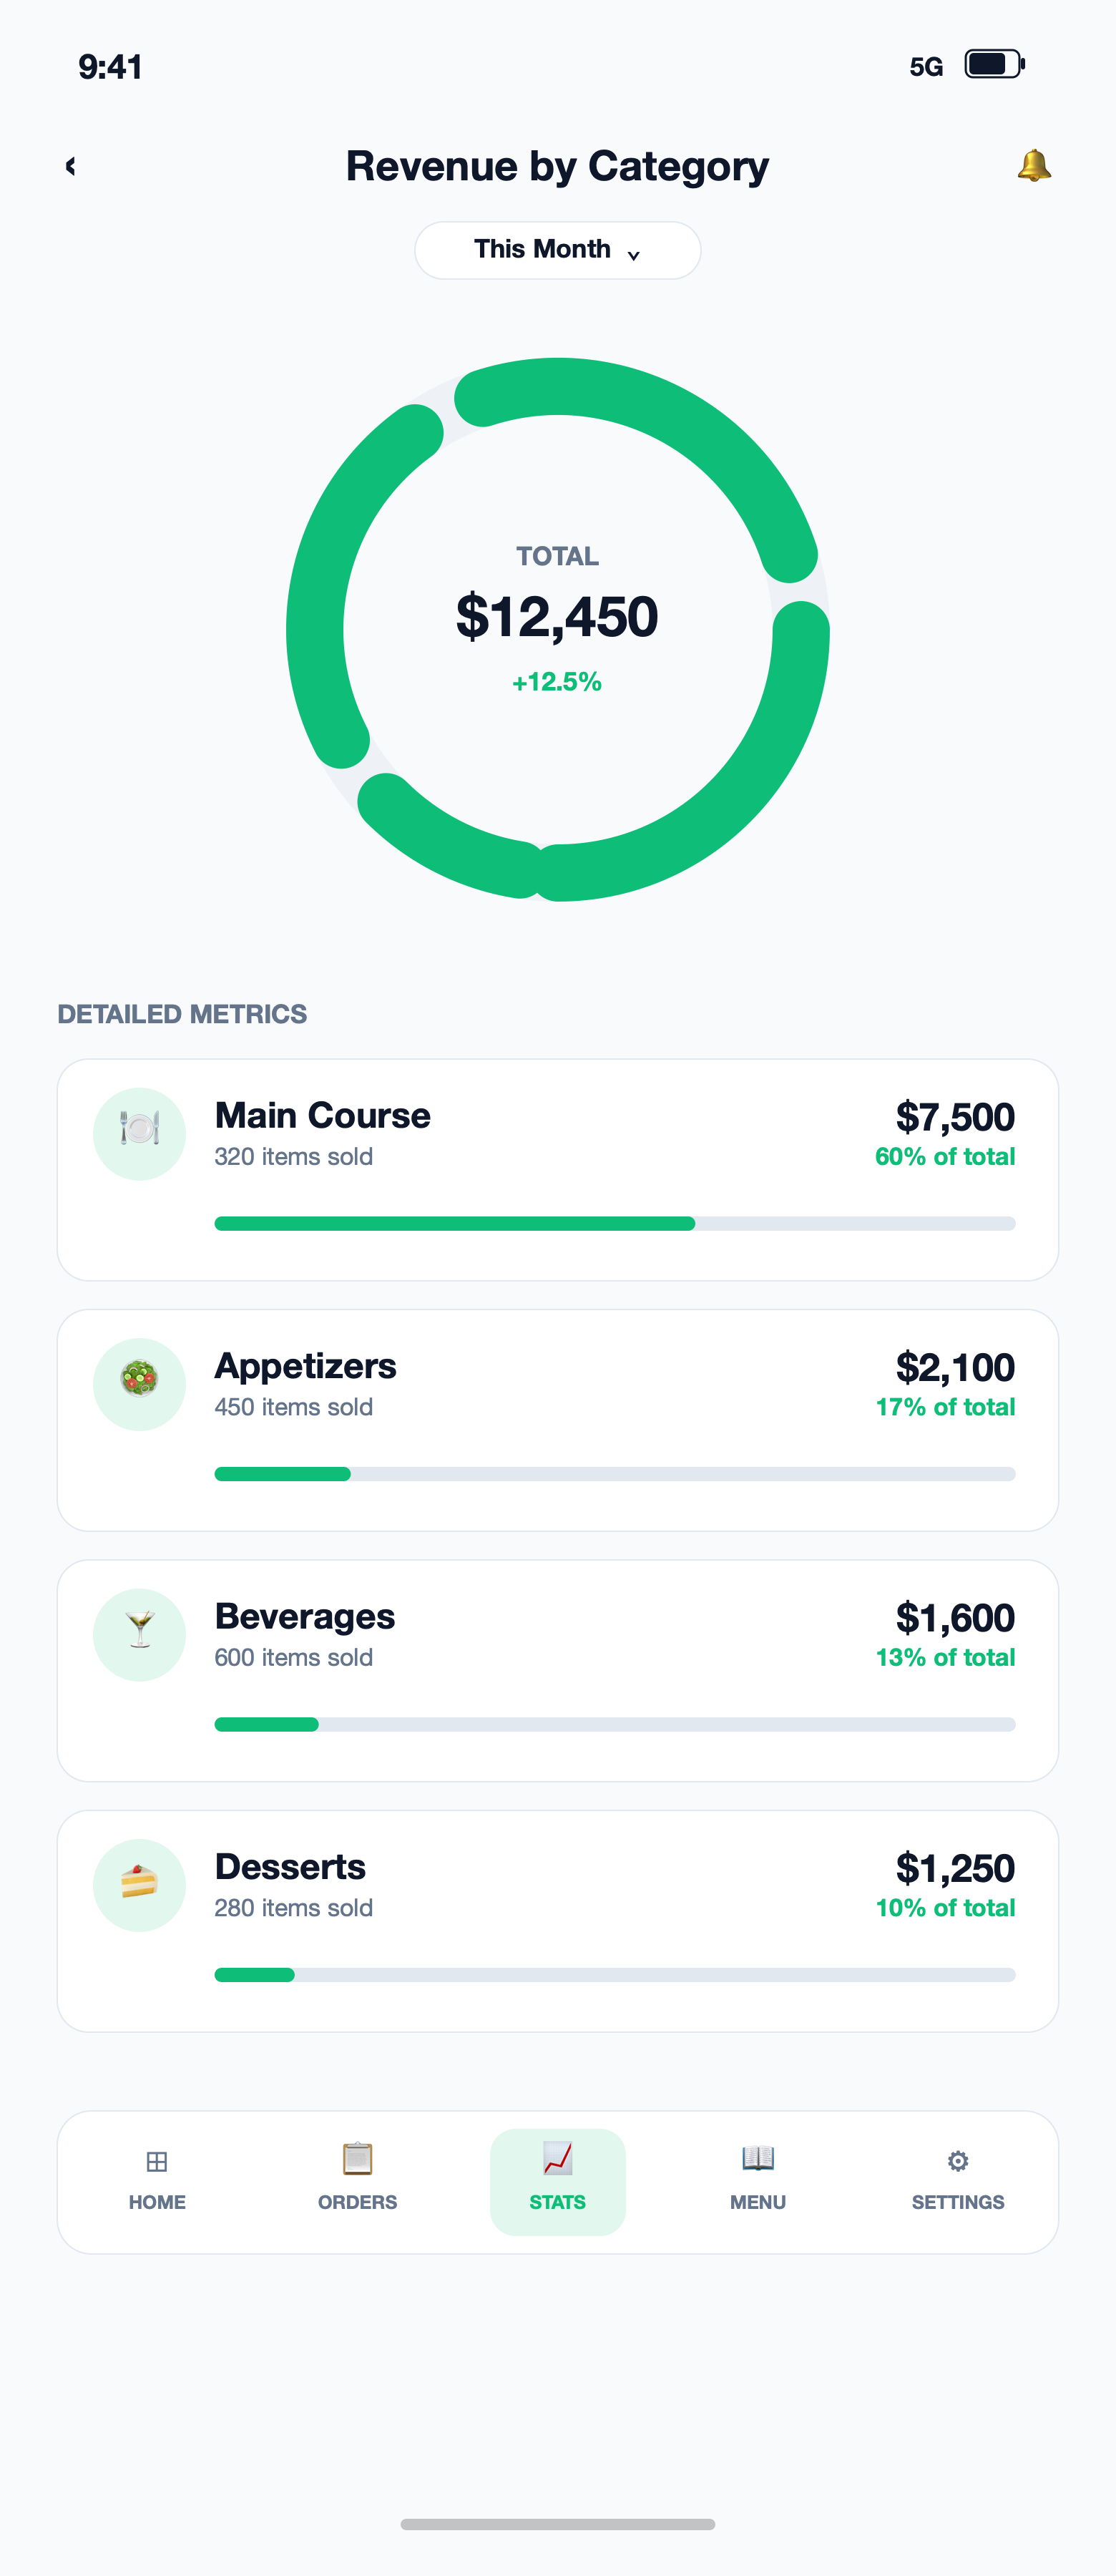 9:41
5G
Revenue by Category
This Month
TOTAL
$12,450
+12.5%
DETAILED METRICS
Main Course
$7,500
320 items sold
60% of total
Appetizers
$2,100
450 items sold
17% of total
Beverages
$1,600
600 items sold
13% of total
Desserts
$1,250
280 items sold
10% of total
HOME
ORDERS
STATS
MENU
SETTINGS